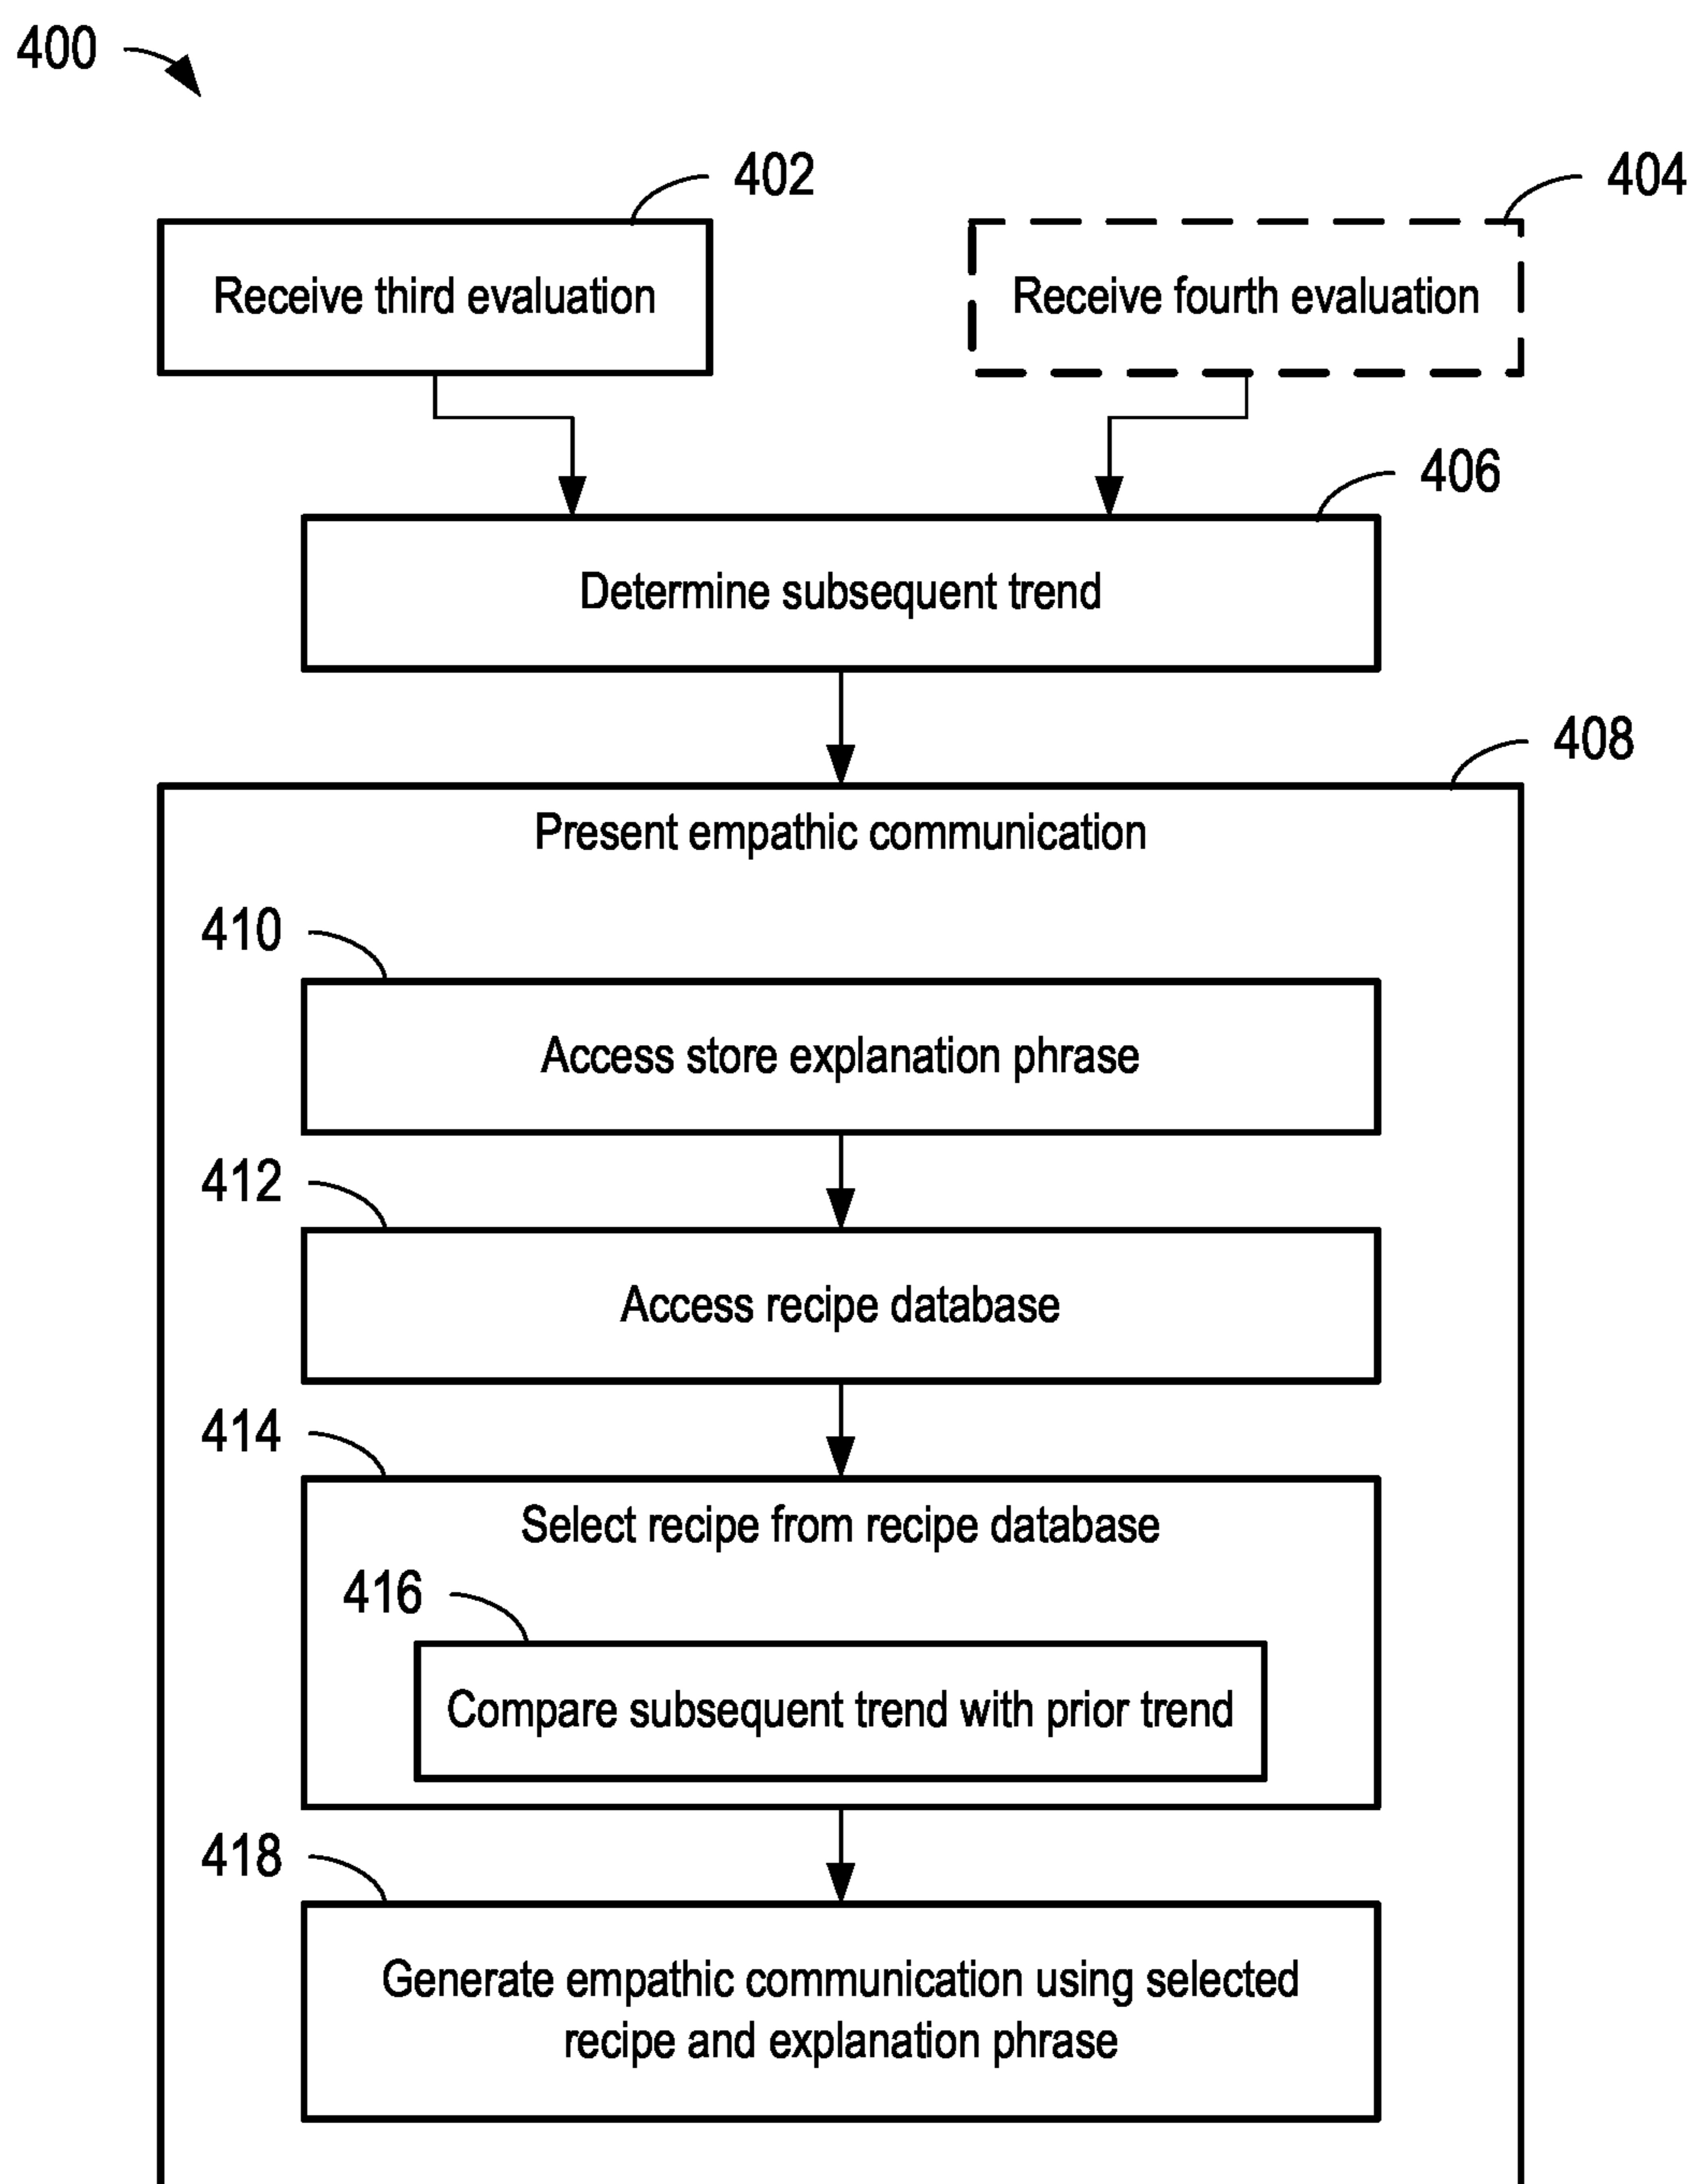 400
402
404
Receive third evaluation
Receive fourth evaluation
406
Determine subsequent trend
408
Present empathic communication
410
Access store explanation phrase
412
Access recipe database
414
Select recipe from recipe database
416
Compare subsequent trend with prior trend
418
Generate empathic communication using selected
recipe and explanation phrase